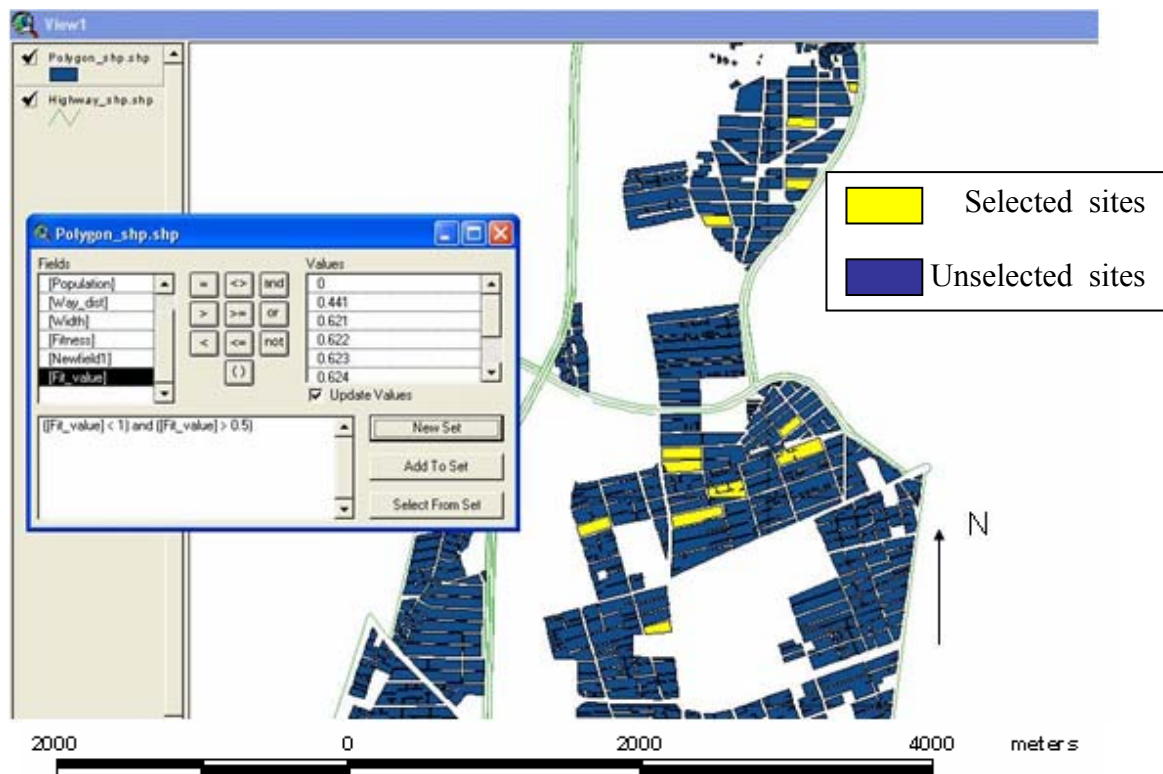 View1
Polygon_shp.shp
Highway_shp.shp
Selected sites
Unselected sites
Polygon_shp.shp
Fields
[Population]
[Way_dist]
[Width]
[Fitness]
[Newfield1]
[Fit_value]
= <> and
> >= or
< <= not
( )
Values
0
0.441
0.621
0.622
0.623
0.624
Update Values
([Fit_value] < 1) and ([Fit_value] > 0.5)
New Set
Add To Set
Select From Set
N
2000 0 2000 4000 meters